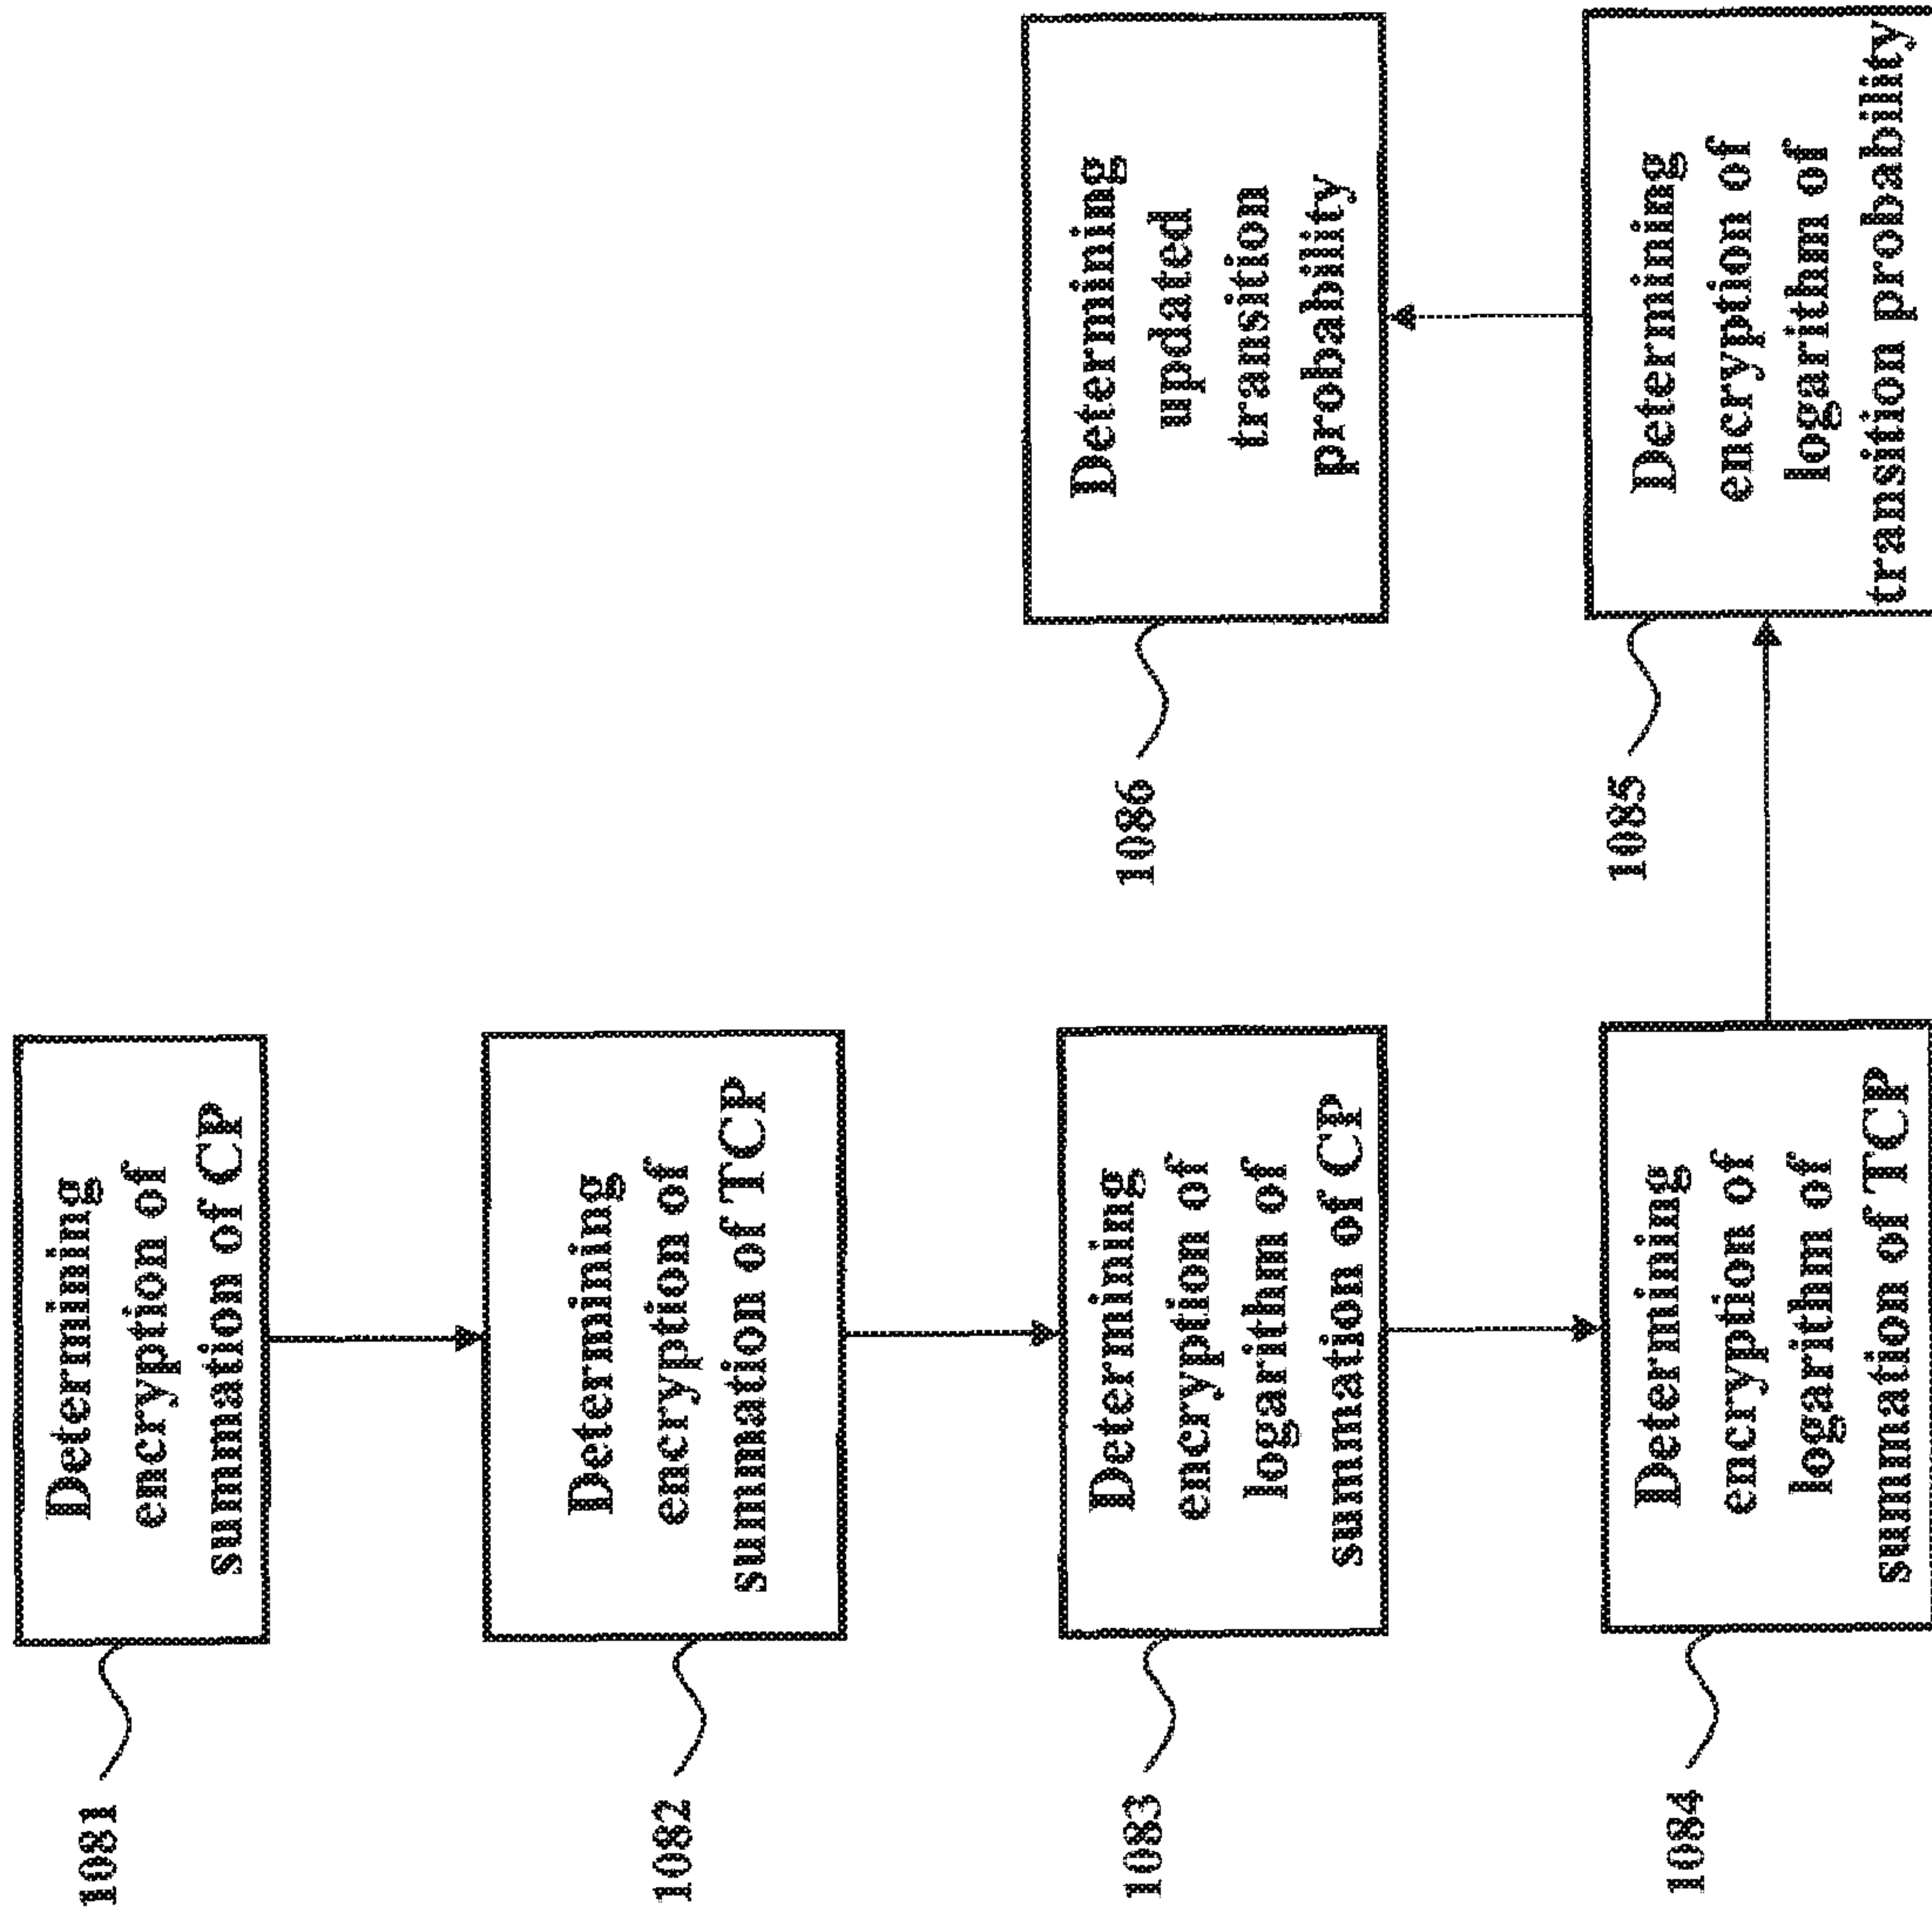 1081
Determining
encryption of
summation of CP
1082
Determining
encryption of
summation of TCP
1083
Determining
encryption of
logarithm of
summation of CP
1084
Determining
encryption of
logarithm of
summation of TCP
1085
Determining
encryption of
logarithm of
transition probability
1086
Determining
updated
transition
probability